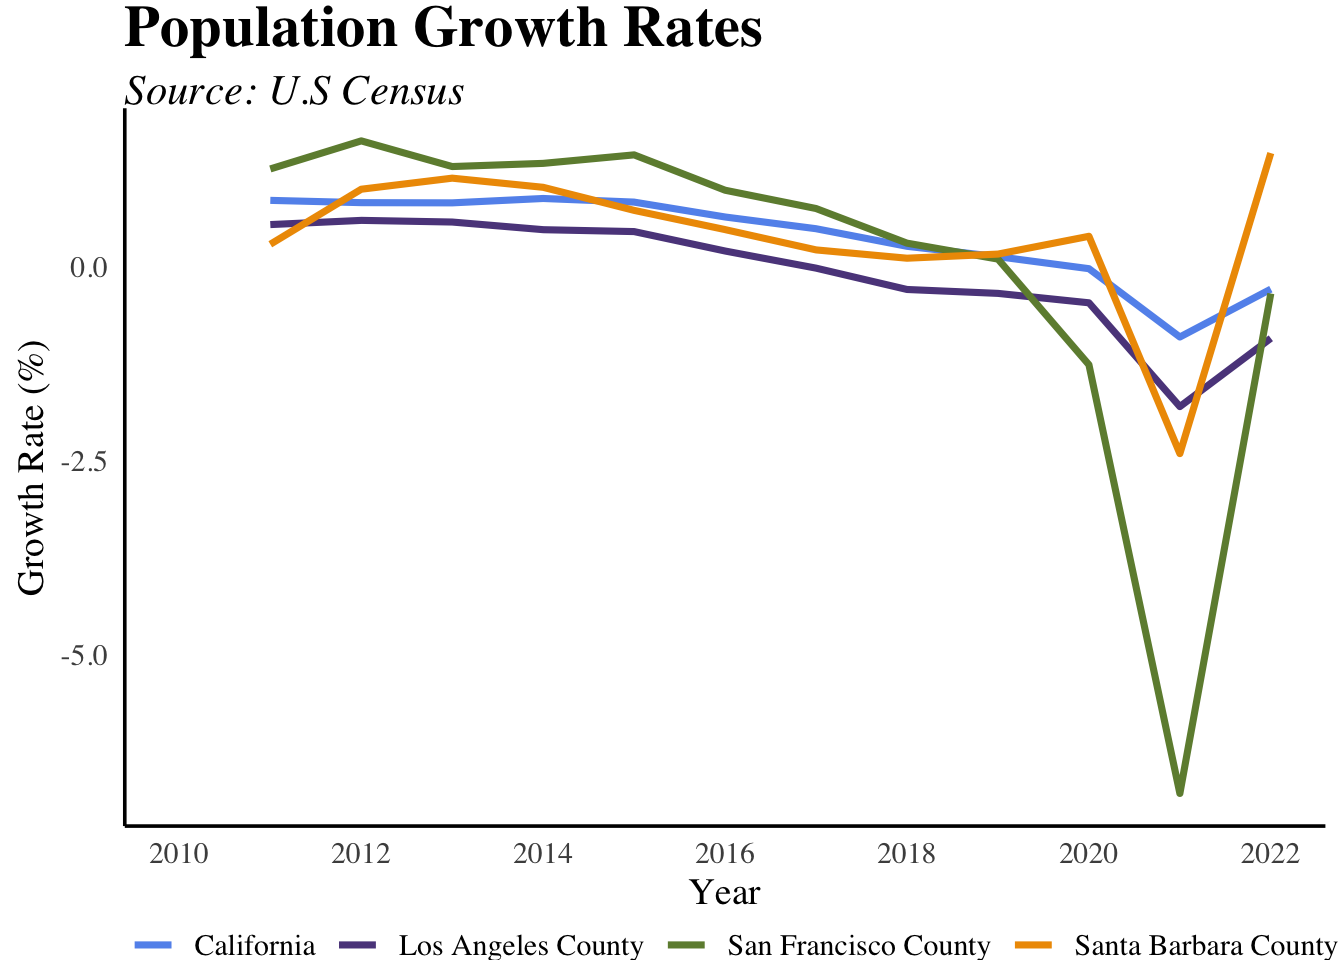 Population Growth Rates
Source: U.S Census
0.0
-2.5
-5.0
Growth Rate (%)
2010 2012 2014 2016 2018 2020 2022
Year
California Los Angeles County San Francisco County Santa Barbara County